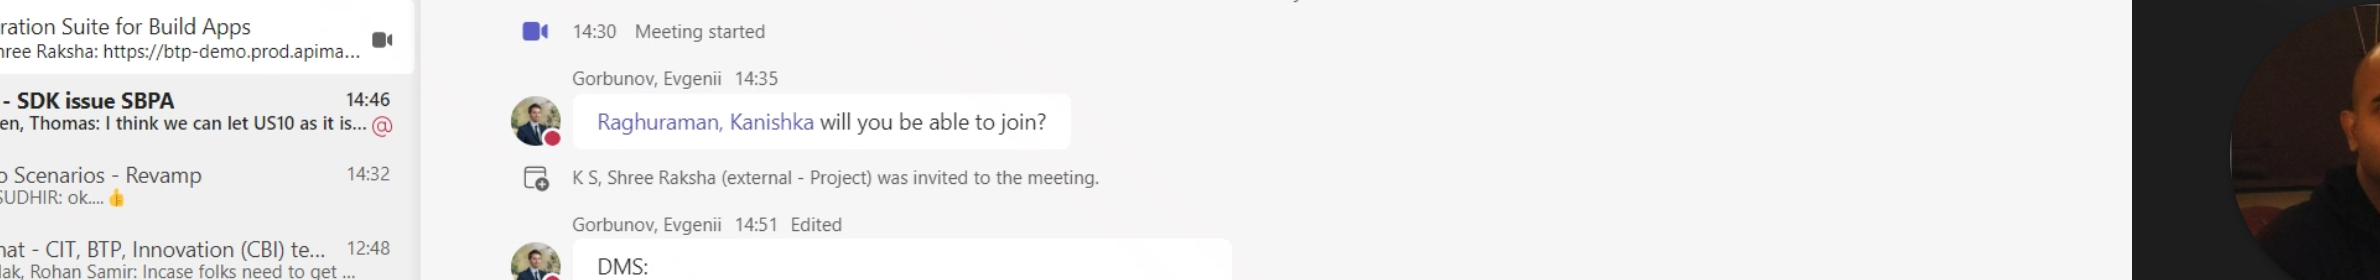 ration Suite for Build Apps
hree Raksha: https://btp-demo.prod.apima...
- SDK issue SBPA 14:46
en, Thomas: I think we can let US10 as it is... @
o Scenarios - Revamp 14:32
SUDHIR: ok.... 👍
hat - CIT, BTP, Innovation (CBI) te... 12:48
lak, Rohan Samir: Incase folks need to get ...
14:30 Meeting started
Gorbunov, Evgenii 14:35
Raghuraman, Kanishka will you be able to join?
K S, Shree Raksha (external - Project) was invited to the meeting.
Gorbunov, Evgenii 14:51 Edited
DMS: